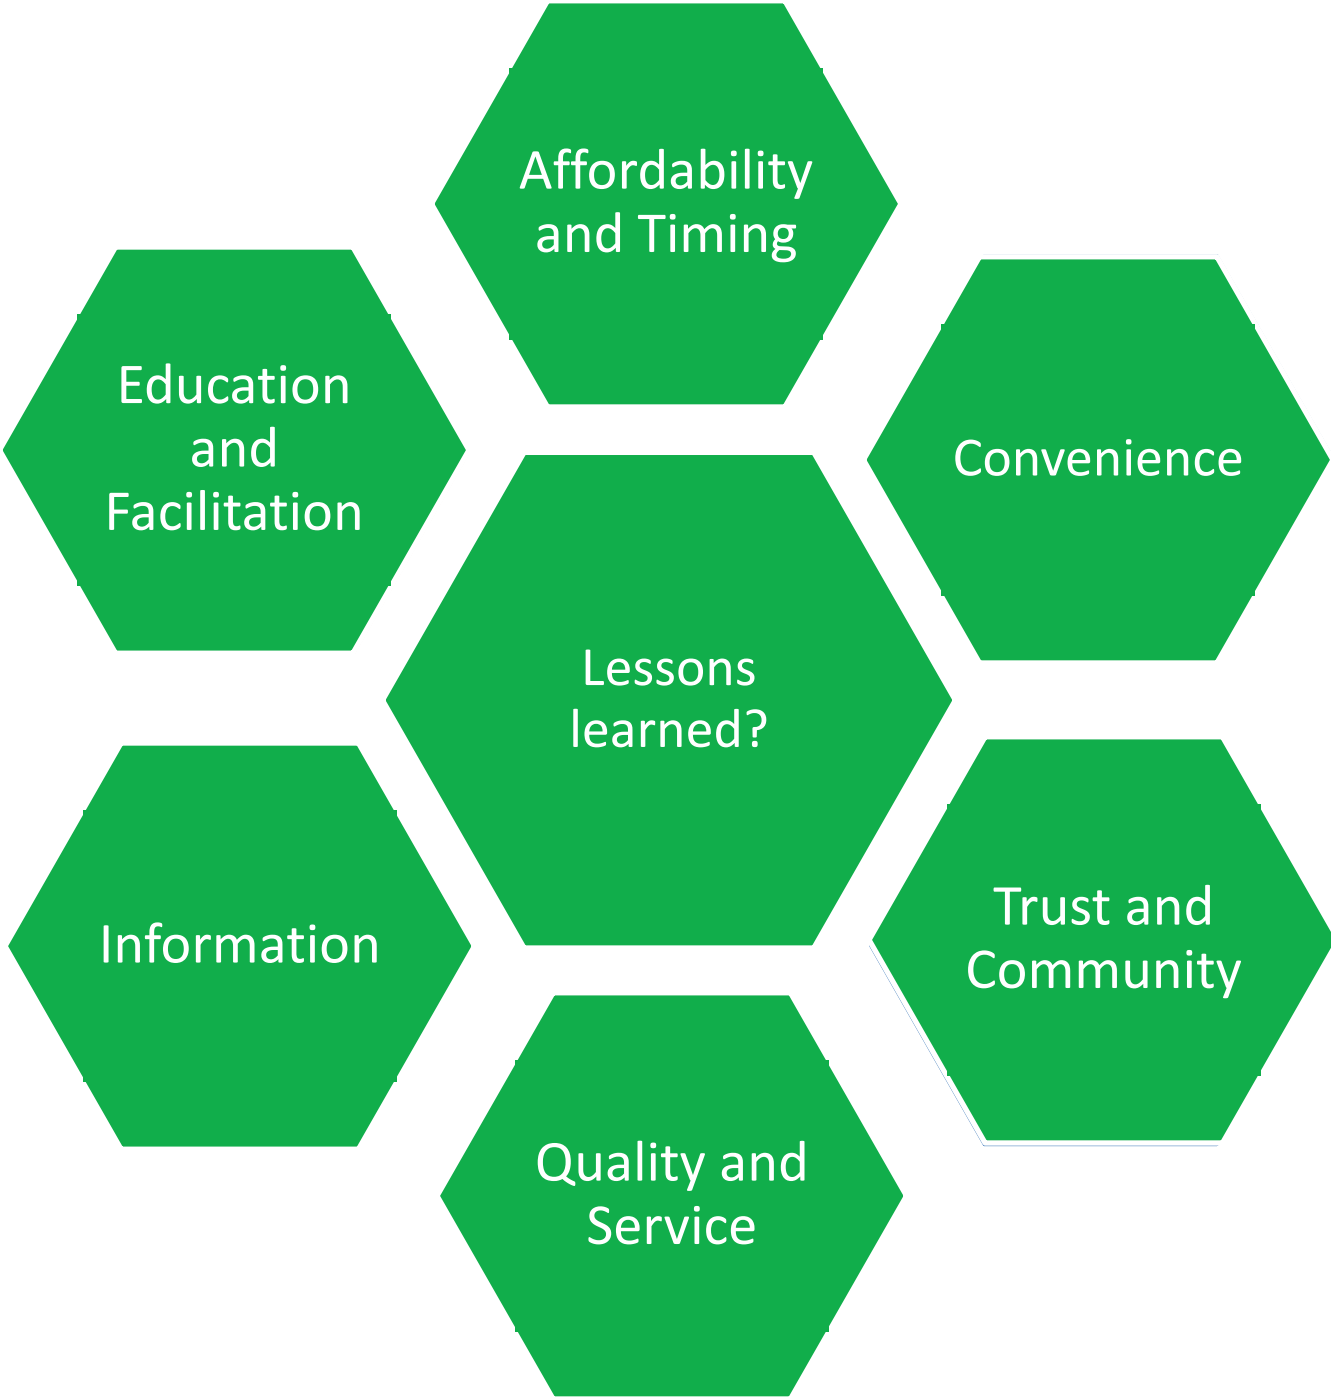 Affordability
and Timing
Education
and
Facilitation
Convenience
Lessons
learned?
Information
Trust and
Community
Quality and
Service